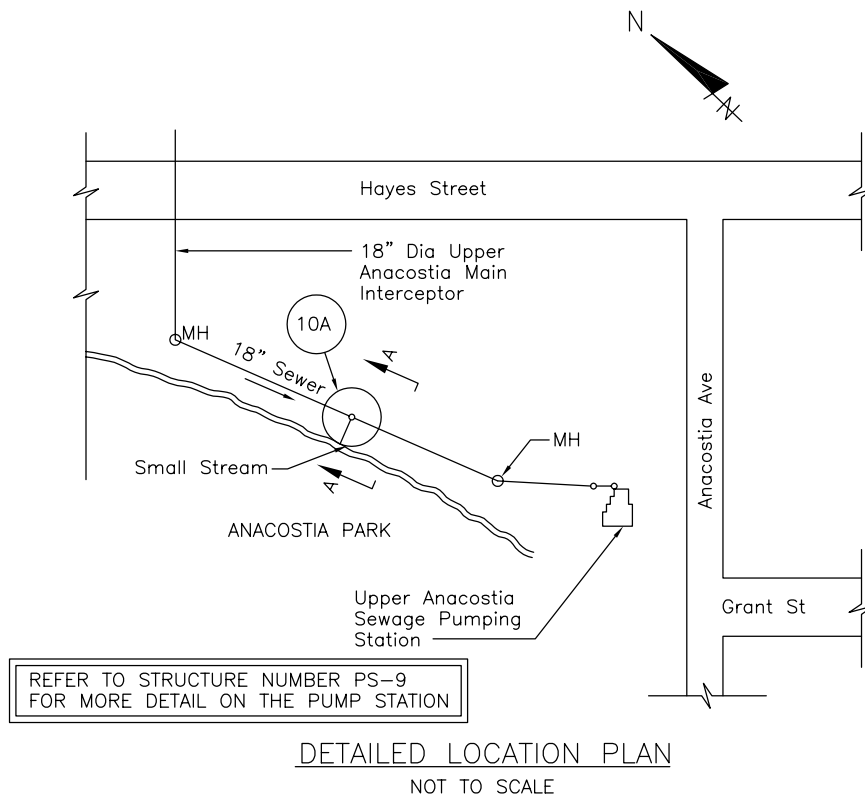 N
N
Hayes Street
18” Dia Upper
Anacostia Main
Interceptor
10A
MH
18” Sewer
A
MH
Small Stream
A
Anacostia Ave
ANACOSTIA PARK
Upper Anacostia
Sewage Pumping
Station
Grant St
REFER TO STRUCTURE NUMBER PS–9
FOR MORE DETAIL ON THE PUMP STATION
DETAILED LOCATION PLAN
NOT TO SCALE